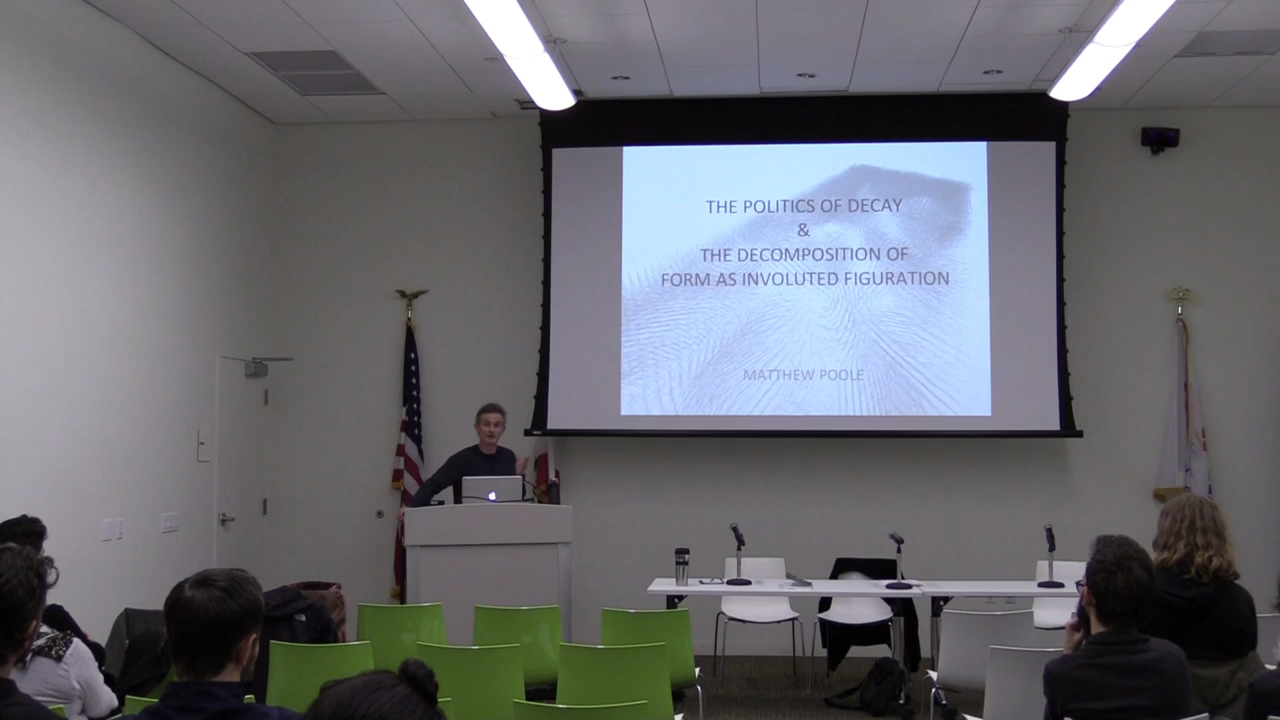 THE POLITICS OF DECAY
&
THE DECOMPOSITION OF
FORM AS INVOLUTED FIGURATION
MATTHEW POOLE